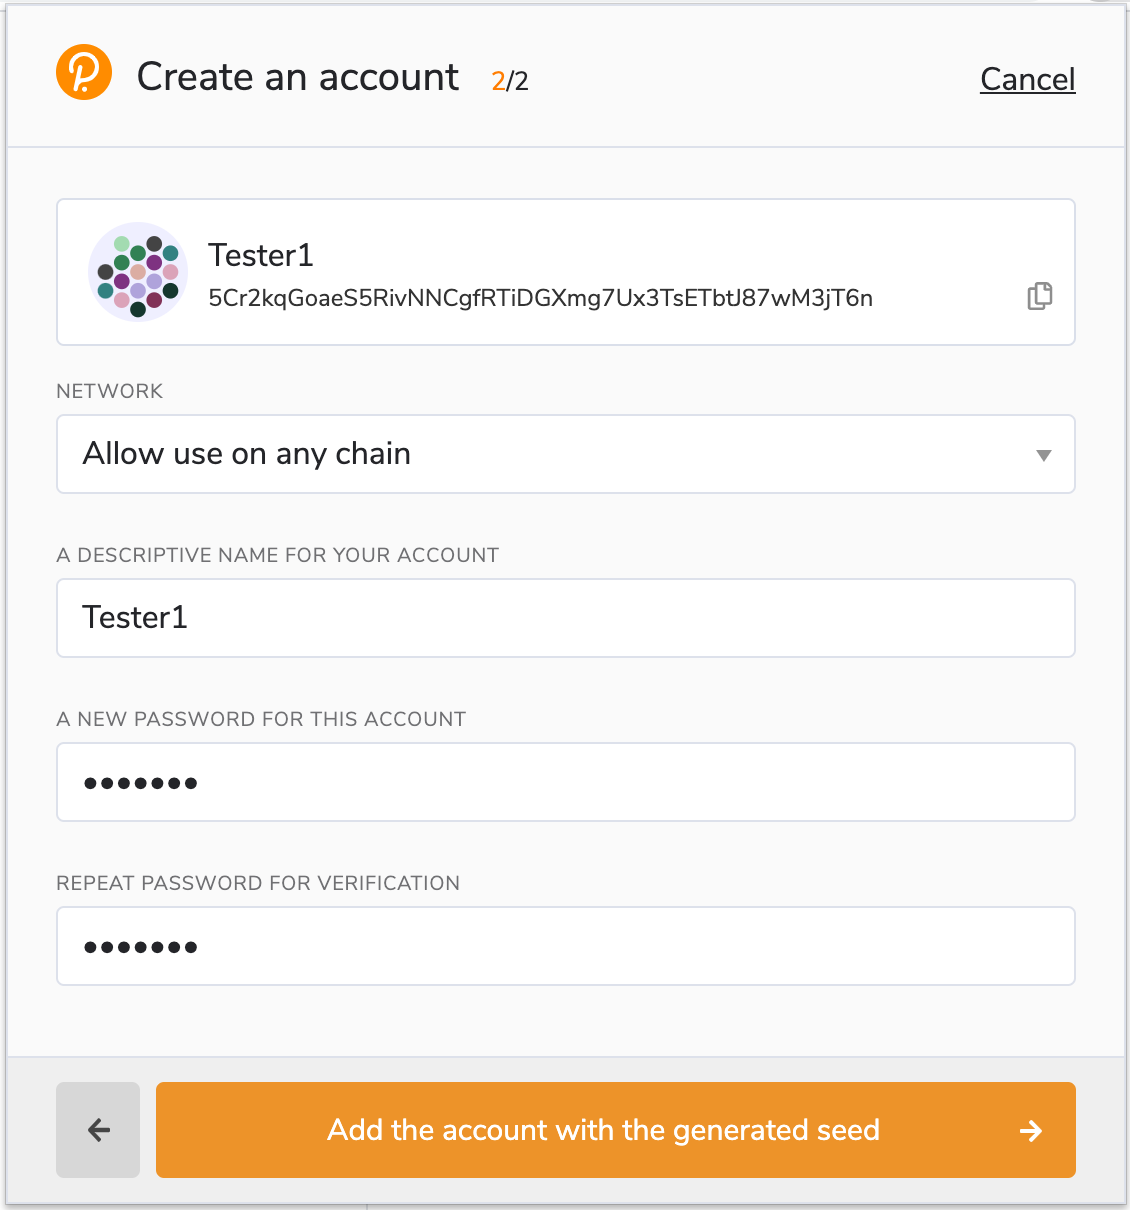 Create an account 2/2 Cancel
Tester1
5Cr2kqGoaeS5RivNNCgfRTiDGXmg7Ux3TsETbtJ87wM3jT6n
NETWORK
Allow use on any chain
A DESCRIPTIVE NAME FOR YOUR ACCOUNT
Tester1
A NEW PASSWORD FOR THIS ACCOUNT
•••••••
REPEAT PASSWORD FOR VERIFICATION
•••••••
Add the account with the generated seed